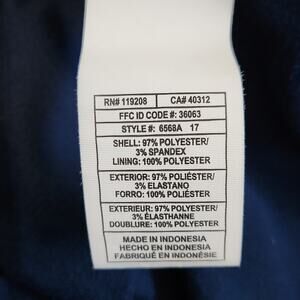 RN# 119208 CA# 40312
FFC ID CODE #: 36063
STYLE #: 6568A 17
SHELL: 97% POLYESTER/
3% SPANDEX
LINING: 100% POLYESTER
EXTERIOR: 97% POLIÉSTER/
3% ELASTANO
FORRO: 100% POLIESTER
EXTERIEUR: 97% POLYESTER/
3% ÉLASTHANNE
DOUBLURE: 100% POLYESTER
MADE IN INDONESIA
HECHO EN INDONESIA
FABRIQUÉ EN INDONÉSIE